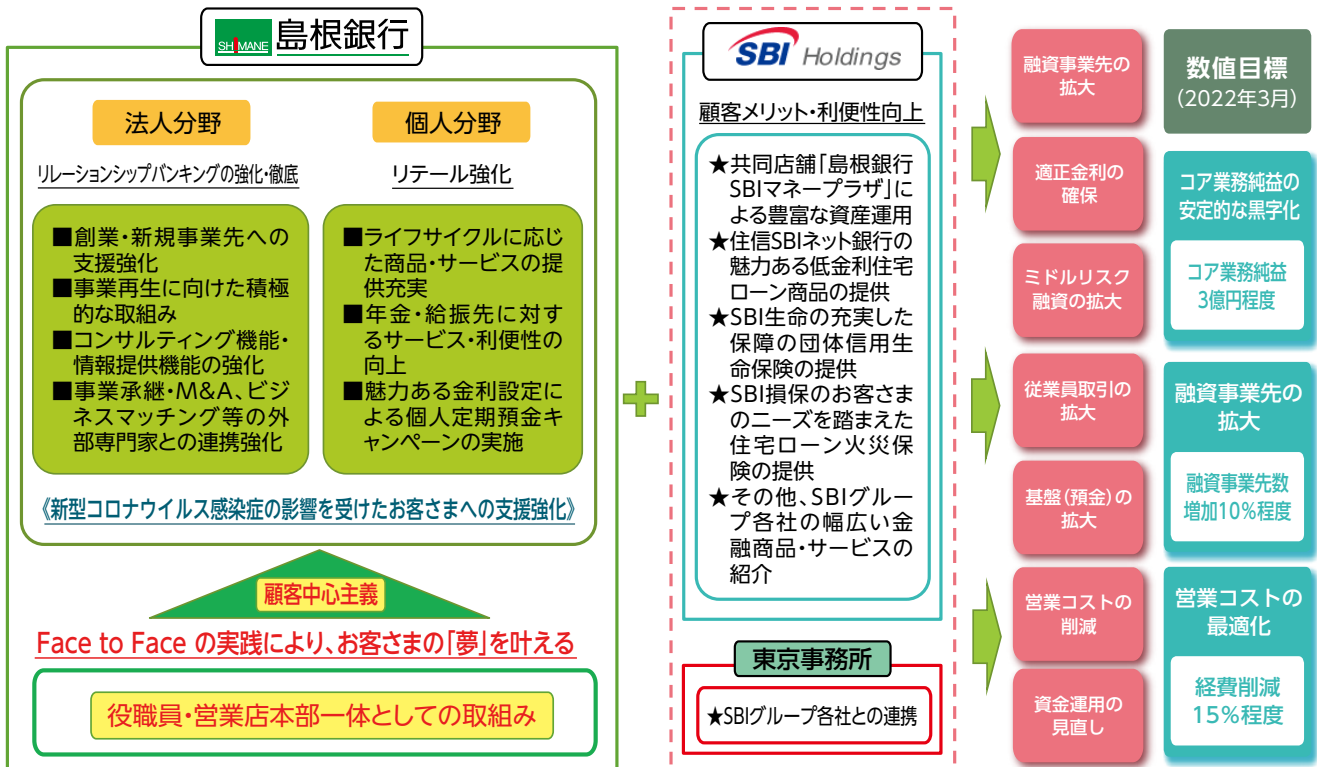 SHIMANE 島根銀行
法人分野
リレーションシップバンキングの強化・徹底
■創業・新規事業先への
支援強化
■事業再生に向けた積極
的な取組み
■コンサルティング機能・
情報提供機能の強化
■事業承継・M&A、ビジ
ネスマッチング等の外
部専門家との連携強化
個人分野
リテール強化
■ライフサイクルに応じ
た商品・サービスの提
供充実
■年金・給振先に対す
るサービス・利便性の
向上
■魅力ある金利設定に
よる個人定期預金キ
ャンペーンの実施
《新型コロナウイルス感染症の影響を受けたお客さまへの支援強化》
顧客中心主義
Face to Face の実践により、お客さまの「夢」を叶える
役職員・営業店本部一体としての取組み
SBI Holdings
顧客メリット・利便性向上
★共同店舗「島根銀行
SBIマネープラザ」に
よる豊富な資産運用
★住信SBIネット銀行の
魅力ある低金利住宅
ローン商品の提供
★SBI生命の充実した
保障の団体信用生
命保険の提供
★SBI損保のお客さま
のニーズを踏まえた
住宅ローン火災保
険の提供
★その他、SBIグルー
プ各社の幅広い金
融商品・サービスの
紹介
東京事務所
★SBIグループ各社との連携
融資事業先の
拡大
適正金利の
確保
ミドルリスク
融資の拡大
従業員取引の
拡大
基盤(預金)の
拡大
営業コストの
削減
資金運用の
見直し
数値目標
(2022年3月)
コア業務純益の
安定的な黒字化
コア業務純益
3億円程度
融資事業先の
拡大
融資事業先数
増加10%程度
営業コストの
最適化
経費削減
15%程度